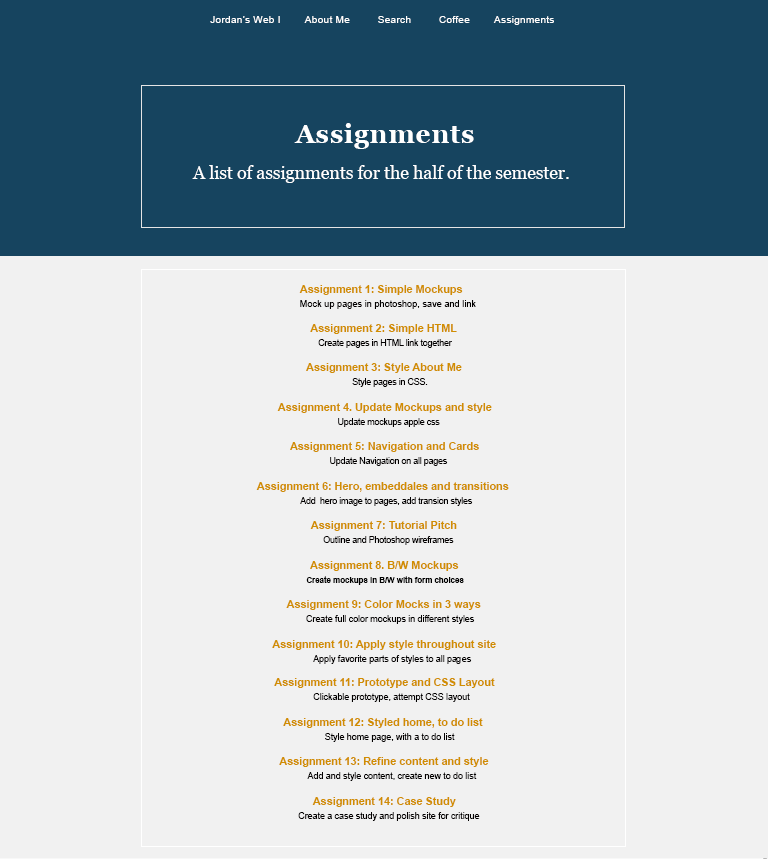 Jordan's Web I About Me Search Coffee Assignments
Assignments
A list of assignments for the half of the semester.
Assignment 1: Simple Mockups
Mock up pages in photoshop, save and link
Assignment 2: Simple HTML
Create pages in HTML link together
Assignment 3: Style About Me
Style pages in CSS.
Assignment 4. Update Mockups and style
Update mockups apple css
Assignment 5: Navigation and Cards
Update Navigation on all pages
Assignment 6: Hero, embeddales and transitions
Add hero image to pages, add transion styles
Assignment 7: Tutorial Pitch
Outline and Photoshop wireframes
Assignment 8. B/W Mockups
Create mockups in B/W with form choices
Assignment 9: Color Mocks in 3 ways
Create full color mockups in different styles
Assignment 10: Apply style throughout site
Apply favorite parts of styles to all pages
Assignment 11: Prototype and CSS Layout
Clickable prototype, attempt CSS layout
Assignment 12: Styled home, to do list
Style home page, with a to do list
Assignment 13: Refine content and style
Add and style content, create new to do list
Assignment 14: Case Study
Create a case study and polish site for critique